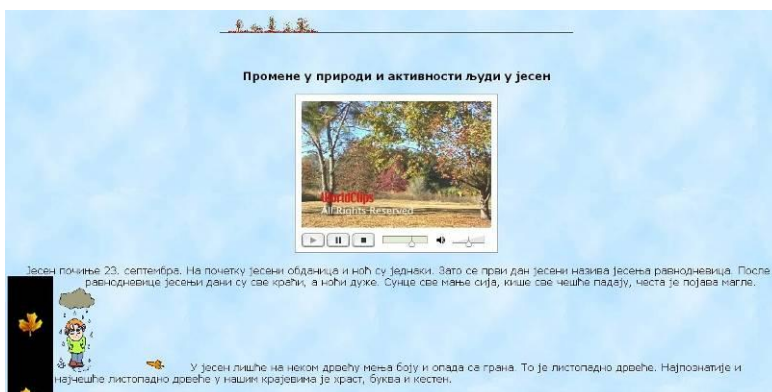 Промене у природи и активности људи у јесен
WorldClips
All Rights Reserved
Јесен почиње 23. септембра. На почетку јесени обданица и ноћ су једнаки. Зато се први дан јесени назива јесења равнодневица. После
равнодневице јесењи дани су све краћи, а ноћи дуже. Сунце све мање сија, кише све чешће падају, честа је појава магле.
У јесен лишће на неком дрвећу мења боју и опада са грана. То је листопадно дрвеће. Најпознатије и
најчешће листопадно дрвеће у нашим крајевима је храст, буква и кестен.